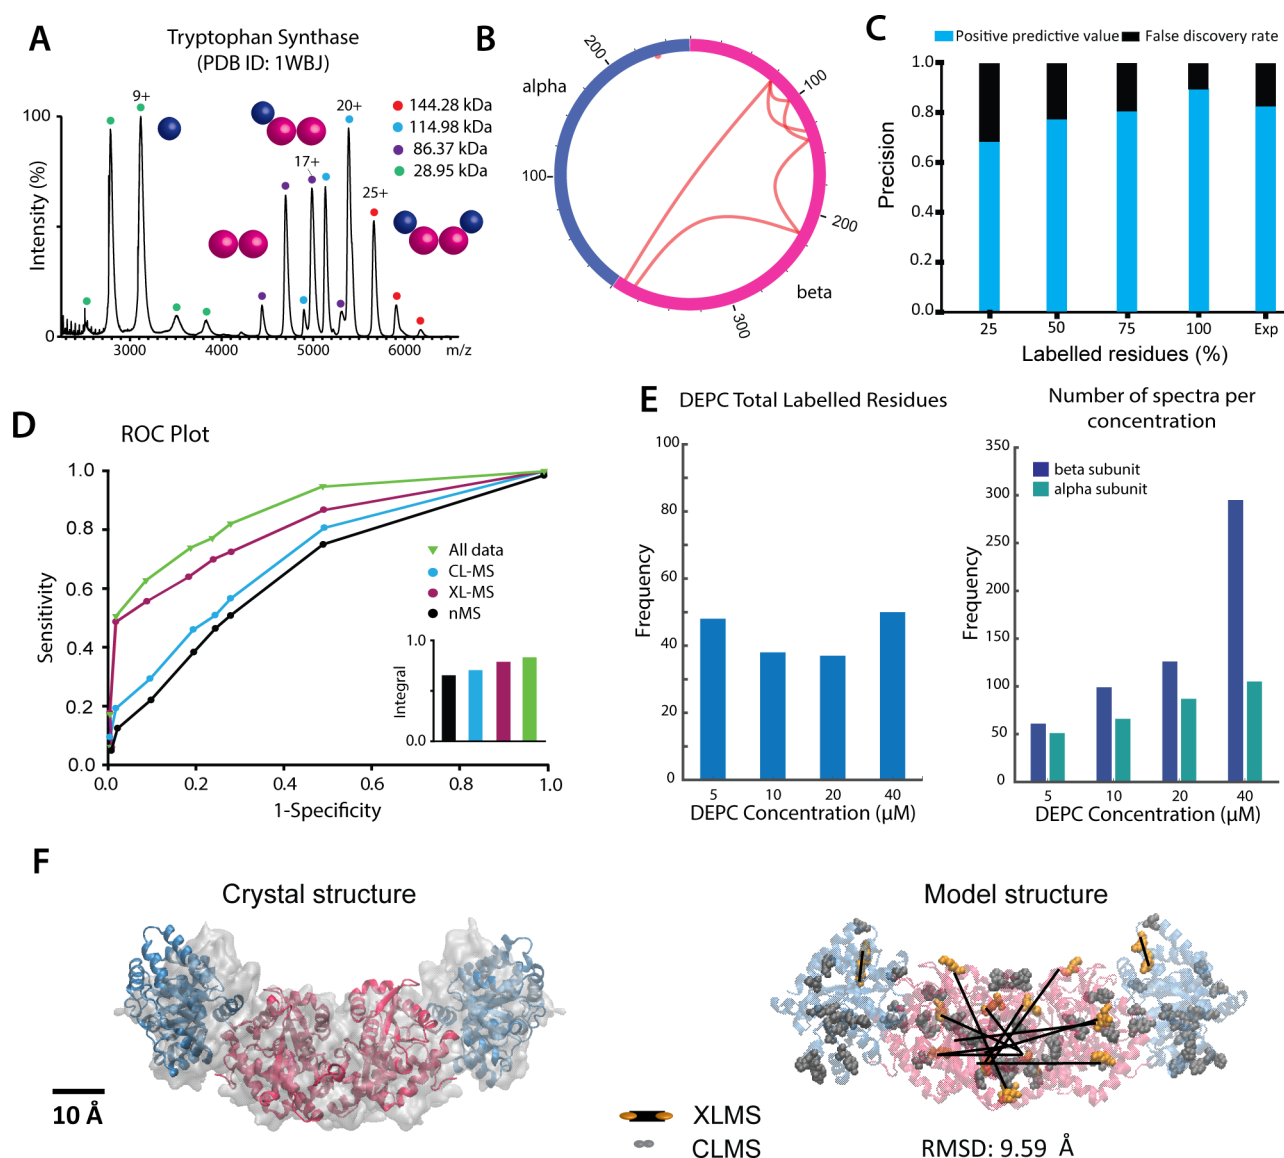 A
Tryptophan Synthase
(PDB ID: 1WBJ)
100
Intensity (%)
0
9+
17+
20+
25+
144.28 kDa
114.98 kDa
86.37 kDa
28.95 kDa
3000
4000
5000
6000
m/z
B
alpha
200
100
100
200
300
beta
C
Positive predictive value
False discovery rate
Precision
1.0
0.8
0.6
0.4
0.2
0.0
25
50
75
100
Exp
Labelled residues (%)
D
ROC Plot
Sensitivity
1.0
0.8
0.6
0.4
0.2
0.0
All data
CL-MS
XL-MS
nMS
1.0
Integral
0.0
0.0
0.2
0.4
0.6
0.8
1.0
1-Specificity
E
DEPC Total Labelled Residues
Frequency
100
80
60
40
20
0
5
10
20
40
DEPC Concentration (µM)
Number of spectra per
concentration
beta subunit
alpha subunit
Frequency
350
300
250
200
150
100
50
0
5
10
20
40
DEPC Concentration (µM)
F
Crystal structure
Model structure
10 Å
XLMS
CLMS
RMSD: 9.59 Å